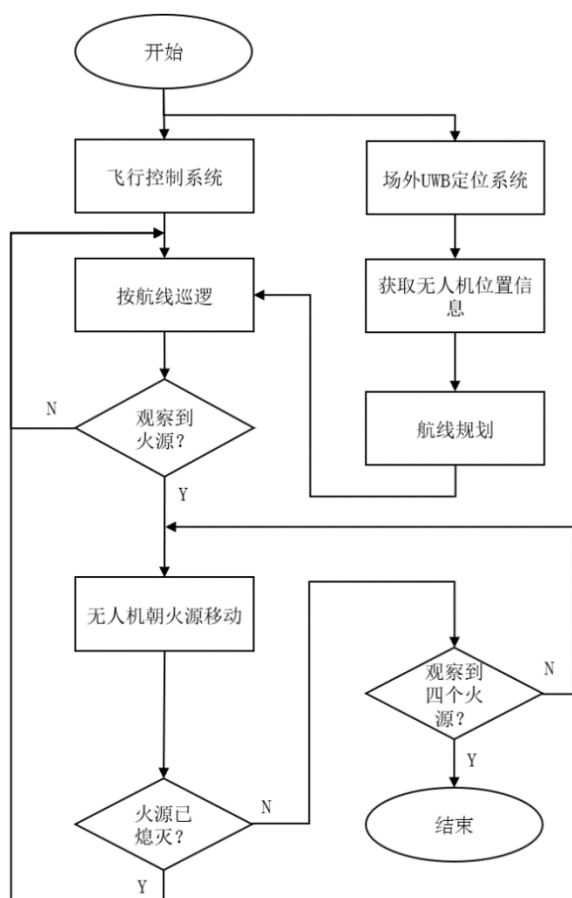 开始
飞行控制系统
场外UWB定位系统
按航线巡逻
获取无人机位置信
息
N
观察到
火源？
航线规划
Y
无人机朝火源移动
观察到
四个火
源？
N
Y
火源已
熄灭？
N
结束
Y